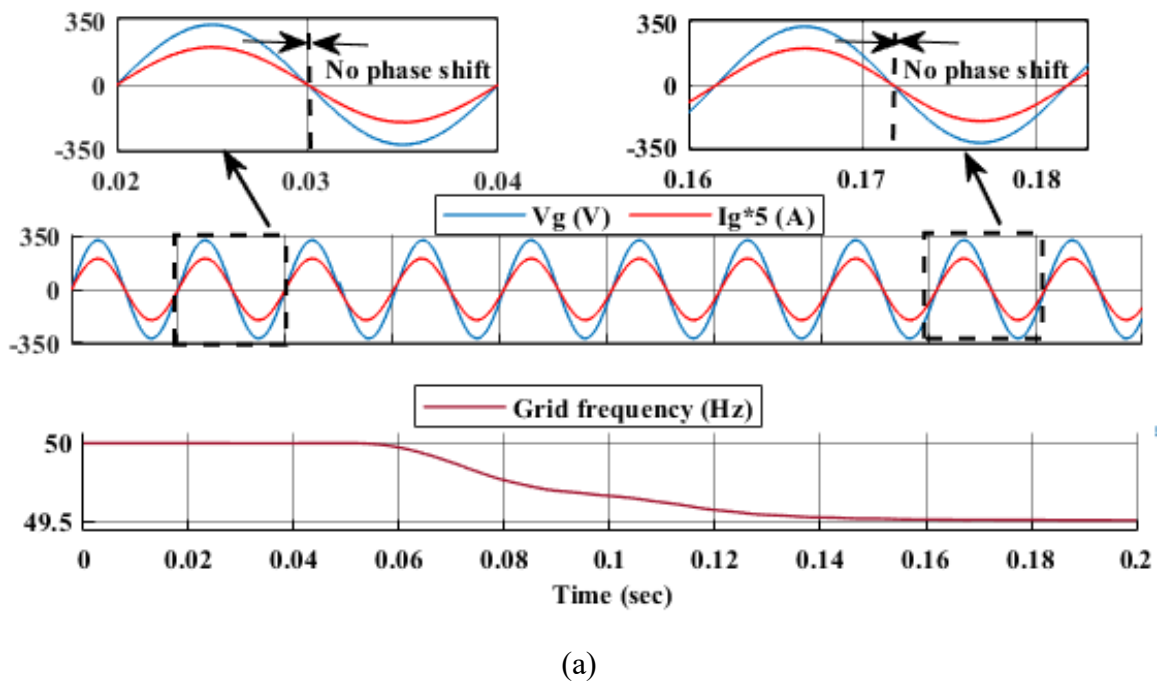 350
0
-350
No phase shift
0.02 0.03 0.04
350
0
-350
No phase shift
0.16 0.17 0.18
Vg (V) Ig*5 (A)
350
0
-350
Grid frequency (Hz)
50
49.5
0 0.02 0.04 0.06 0.08 0.1 0.12 0.14 0.16 0.18 0.2
Time (sec)
(a)